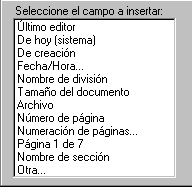 Seleccione el campo a insertar:
Último editor
De hoy (sistema)
De creación
Fecha/Hora...
Nombre de división
Tamaño del documento
Archivo
Número de página
Numeración de páginas...
Página 1 de 7
Nombre de sección
Otra...